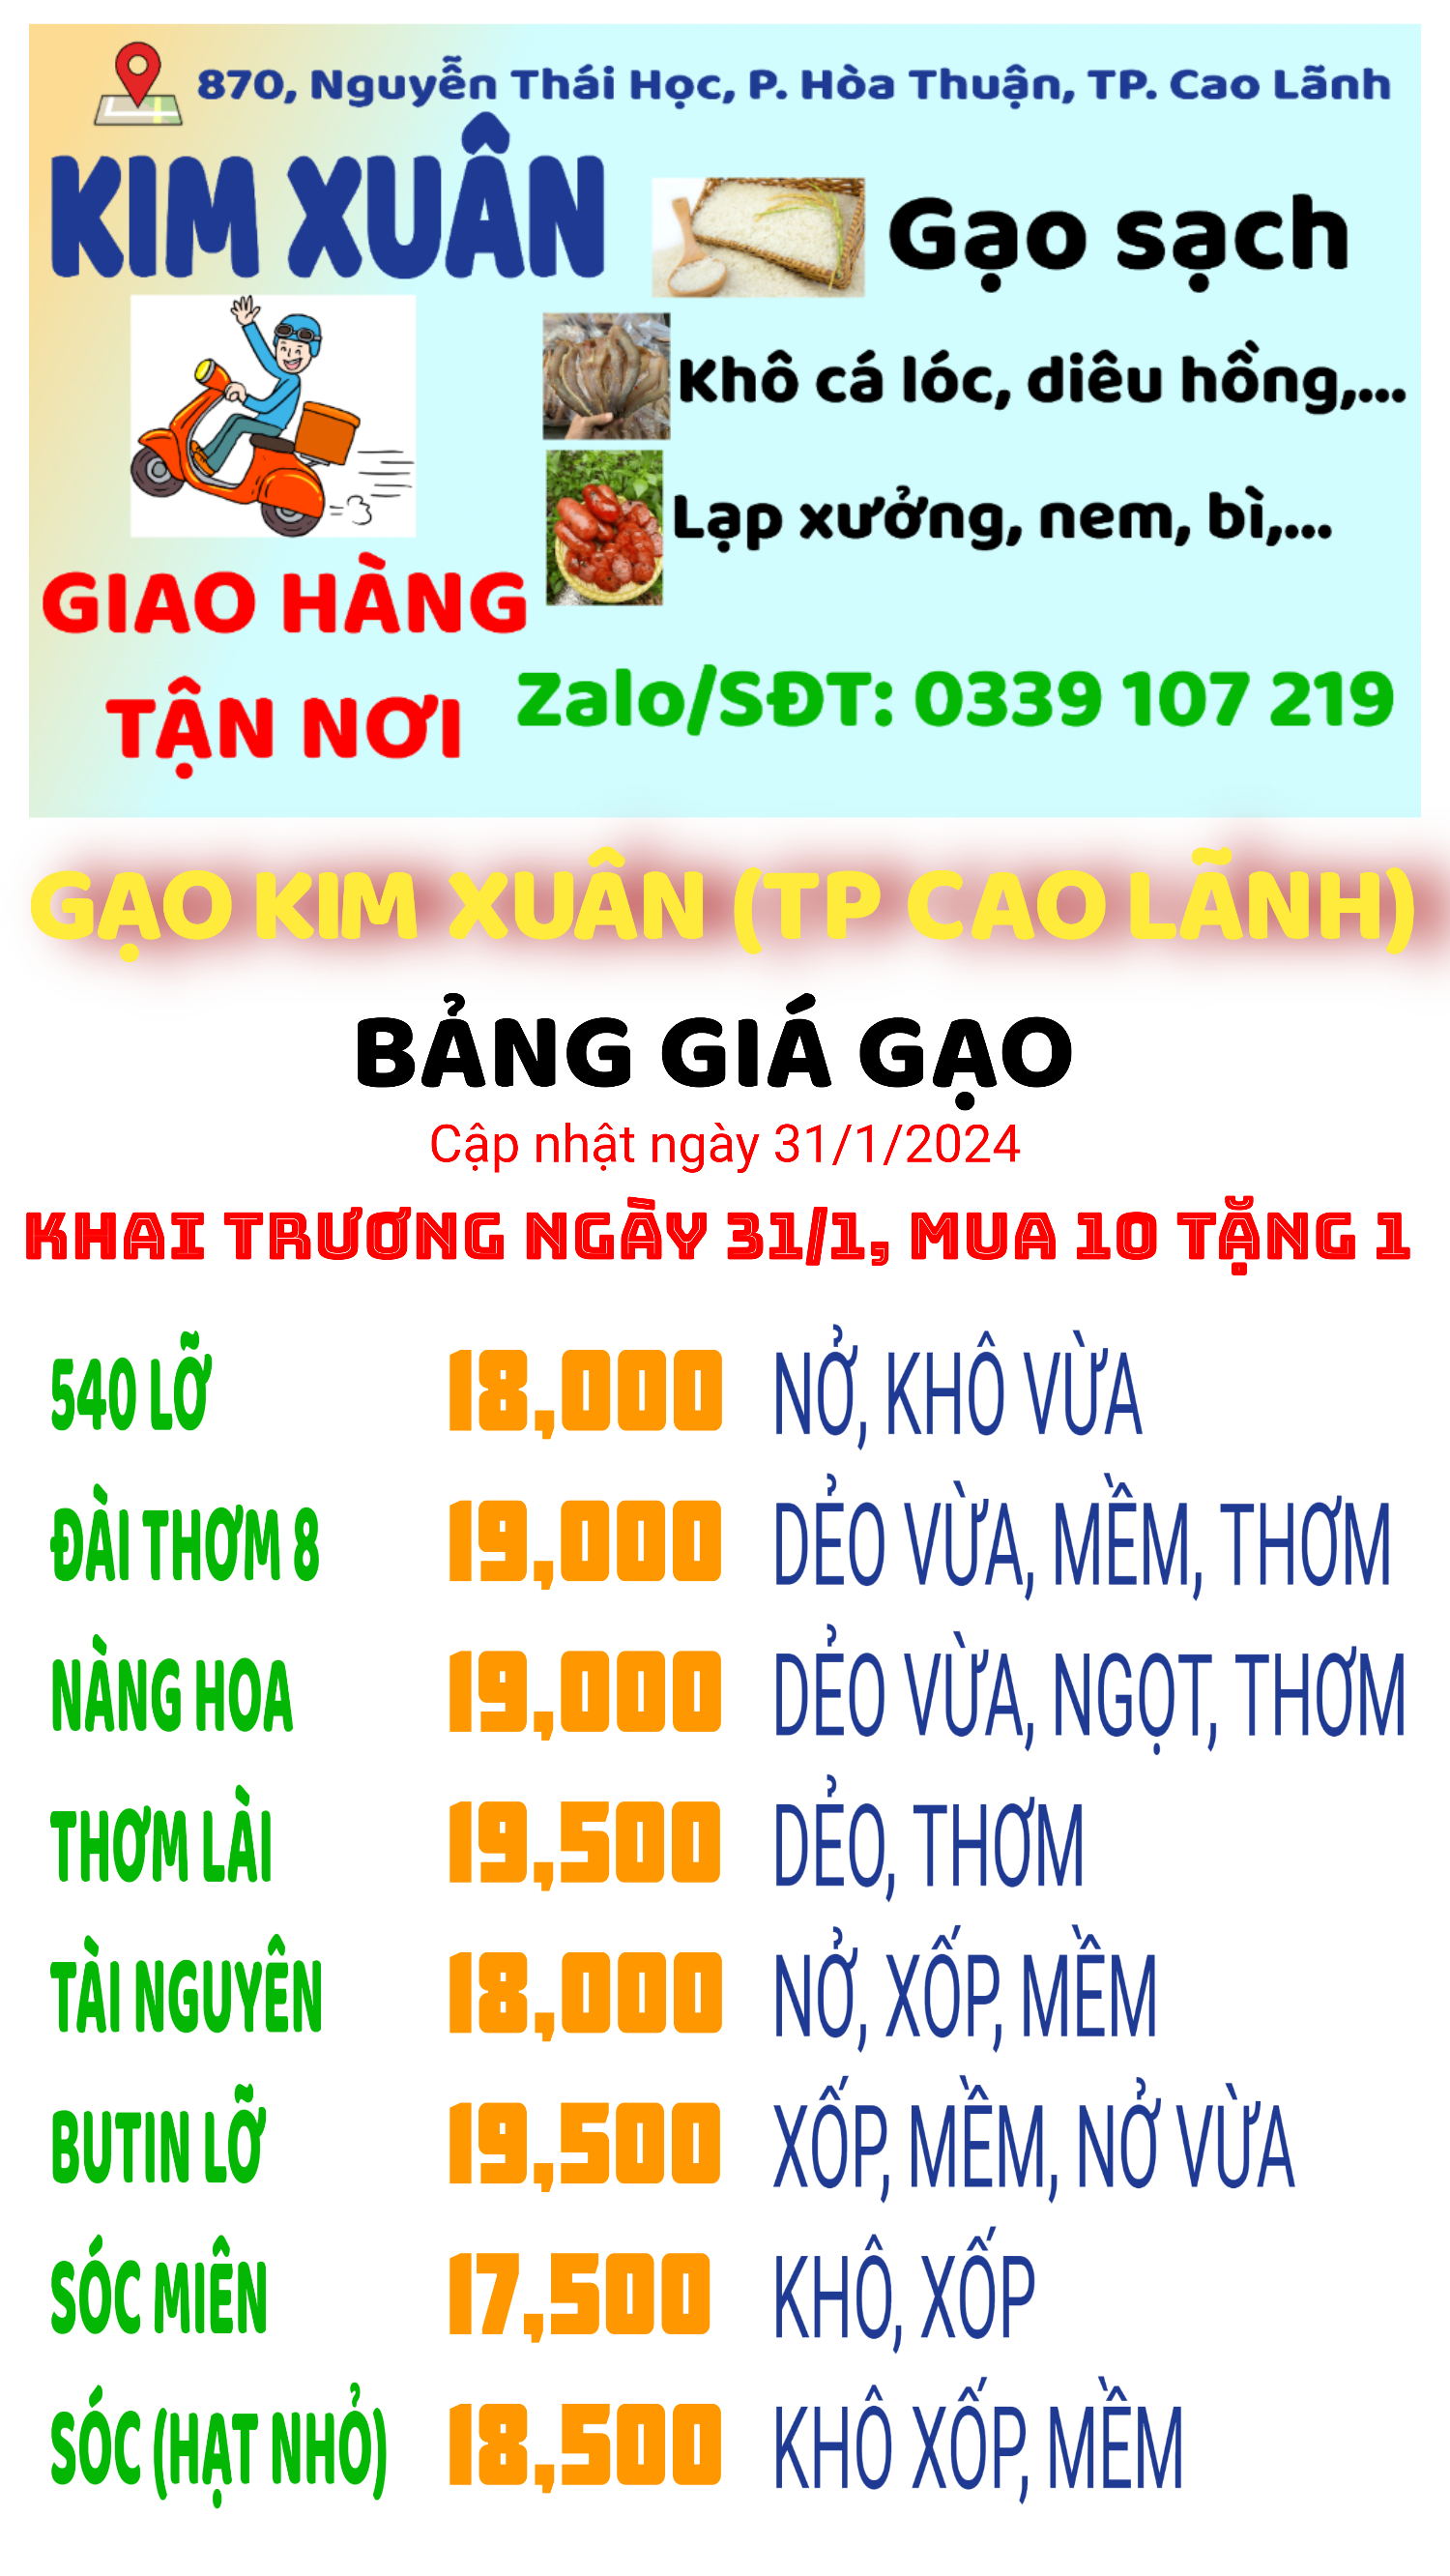 870, Nguyễn Thái Học, P. Hòa Thuận, TP. Cao Lãnh
KIM XUÂN
Gạo sạch
Khô cá lóc, diêu hồng,...
Lạp xưởng, nem, bì,...
GIAO HÀNG
TẬN NƠI
Zalo/SĐT: 0339 107 219
GẠO KIM XUÂN (TP CAO LÃNH)
BẢNG GIÁ GẠO
Cập nhật ngày 31/1/2024
KHAI TRƯƠNG NGÀY 31/1, MUA 10 TẶNG 1
540 LỠ 18,000 NỞ, KHÔ VỪA
ĐÀI THƠM 8 19,000 DẺO VỪA, MỀM, THƠM
NÀNG HOA 19,000 DẺO VỪA, NGỌT, THƠM
THƠM LÀI 19,500 DẺO, THƠM
TÀI NGUYÊN 18,000 NỞ, XỐP, MỀM
BUTIN LỠ 19,500 XỐP, MỀM, NỞ VỪA
SÓC MIÊN 17,500 KHÔ, XỐP
SÓC (HẠT NHỎ) 18,500 KHÔ XỐP, MỀM